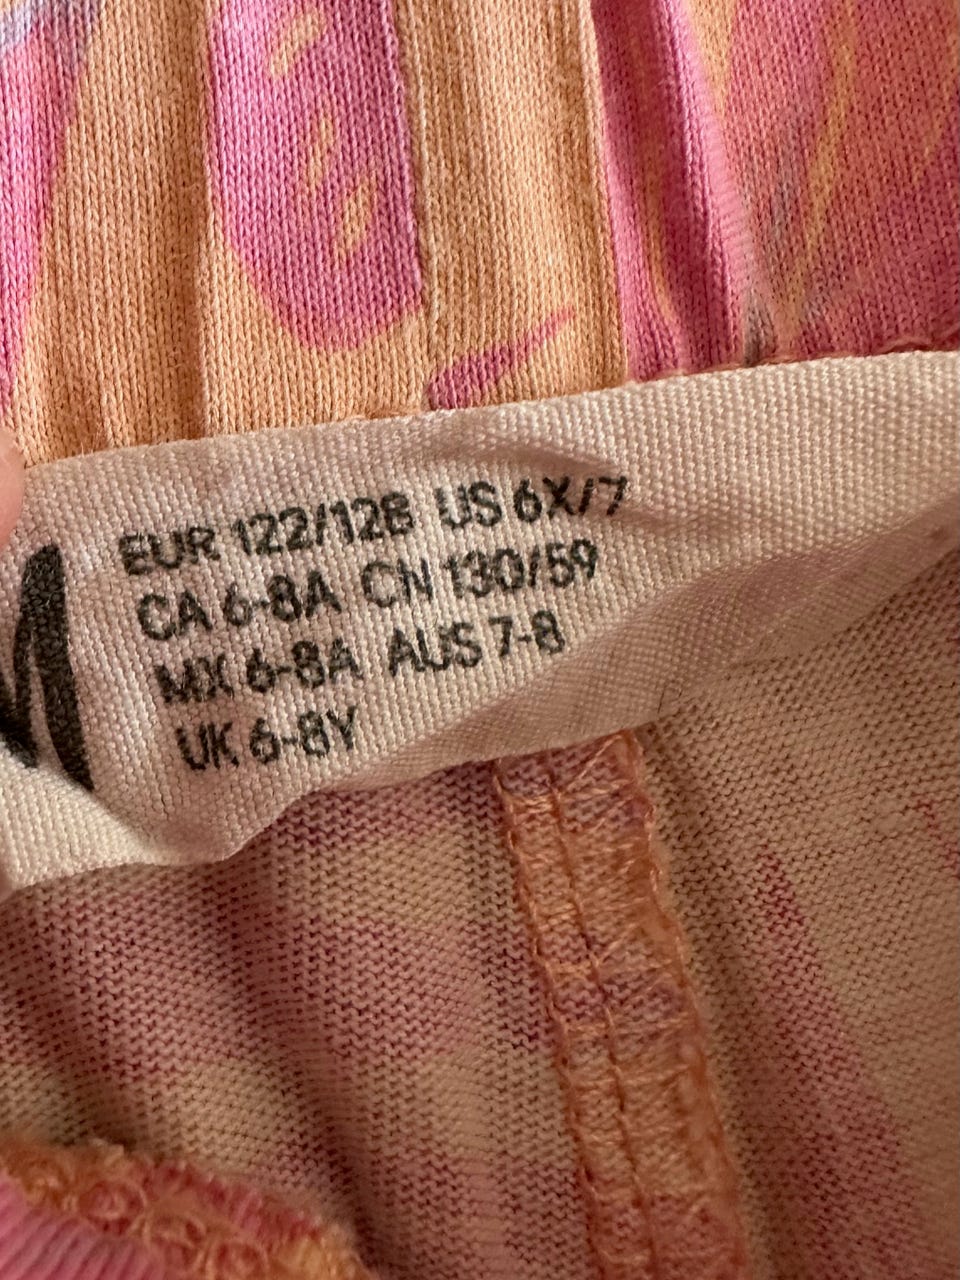 M
EUR 122/128 US 6X/7
CA 6-8A CN 130/59
MX 6-8A AUS 7-8
UK 6-8Y